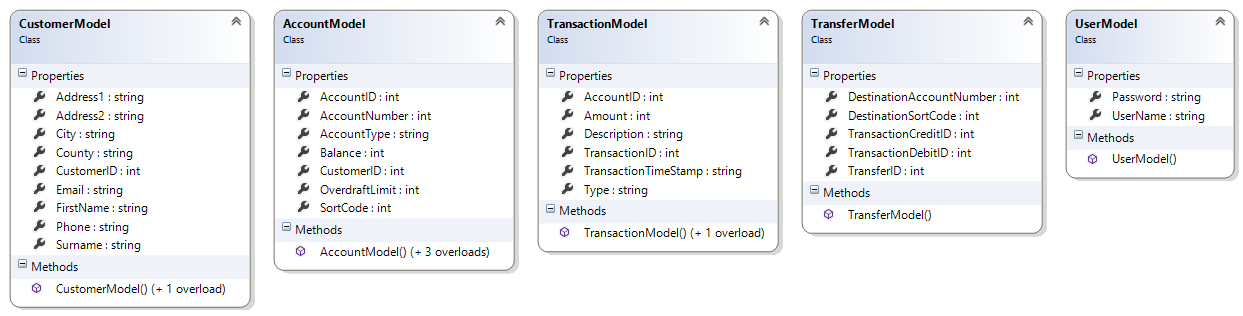 CustomerModel
Class
Properties
Address1 : string
Address2 : string
City : string
County : string
CustomerID : int
Email : string
FirstName : string
Phone : string
Surname : string
Methods
CustomerModel() (+ 1 overload)
AccountModel
Class
Properties
AccountID : int
AccountNumber : int
AccountType : string
Balance : int
CustomerID : int
OverdraftLimit : int
SortCode : int
Methods
AccountModel() (+ 3 overloads)
TransactionModel
Class
Properties
AccountID : int
Amount : int
Description : string
TransactionID : int
TransactionTimeStamp : string
Type : string
Methods
TransactionModel() (+ 1 overload)
TransferModel
Class
Properties
DestinationAccountNumber : int
DestinationSortCode : int
TransactionCreditID : int
TransactionDebitID : int
TransferID : int
Methods
TransferModel()
UserModel
Class
Properties
Password : string
UserName : string
Methods
UserModel()